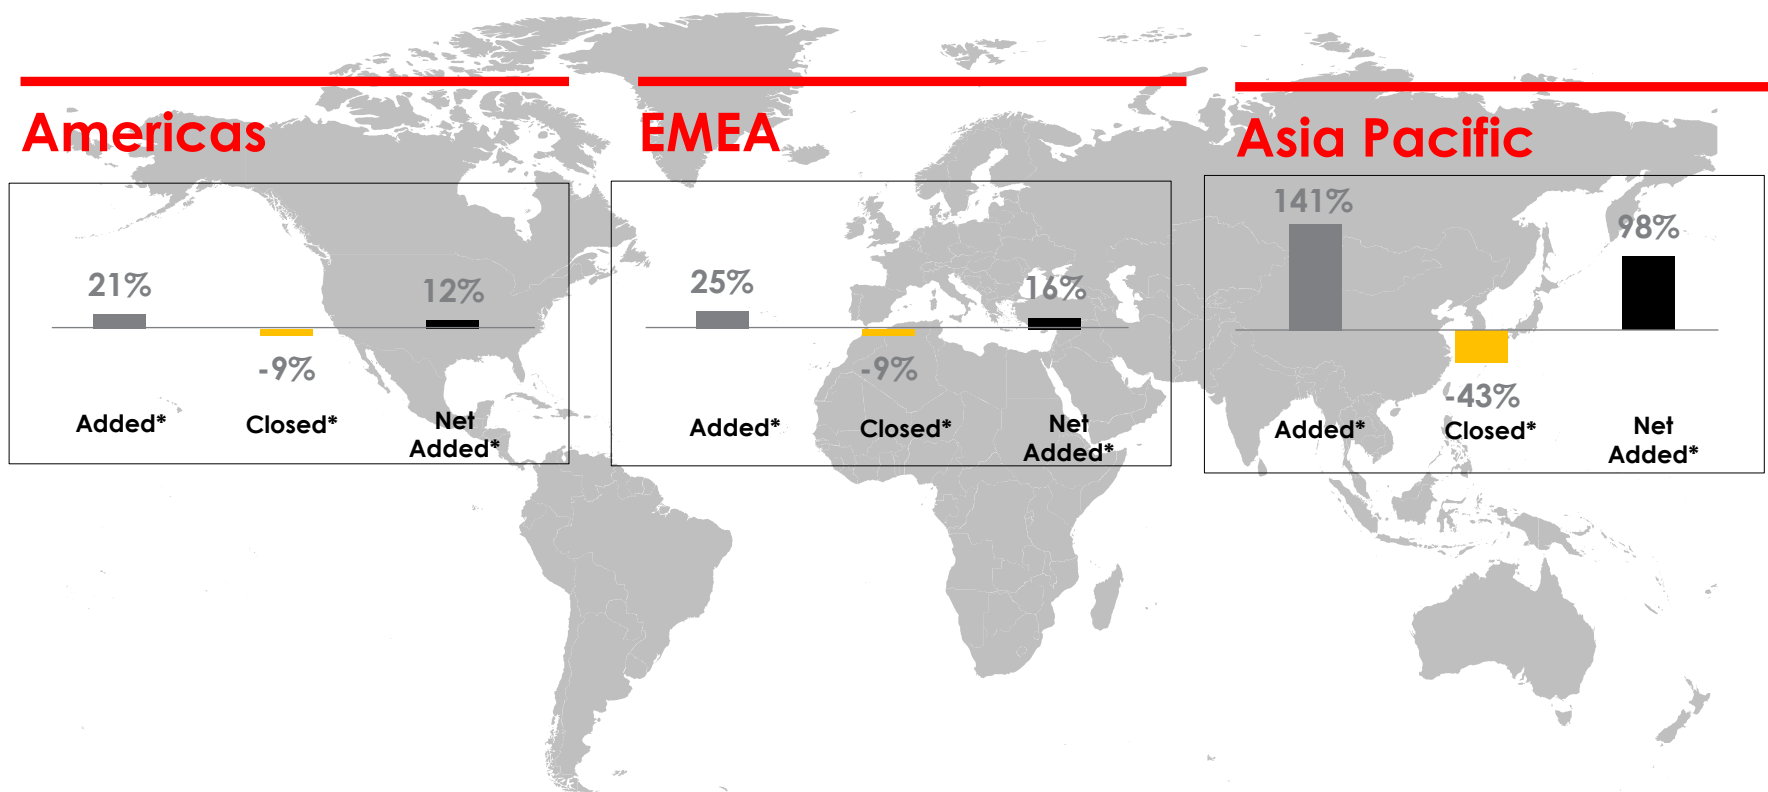 Americas
21%
12%
-9%
Added*
Closed*
Net
Added*
EMEA
25%
16%
-9%
Added*
Closed*
Net
Added*
Asia Pacific
141%
98%
-43%
Added*
Closed*
Net
Added*